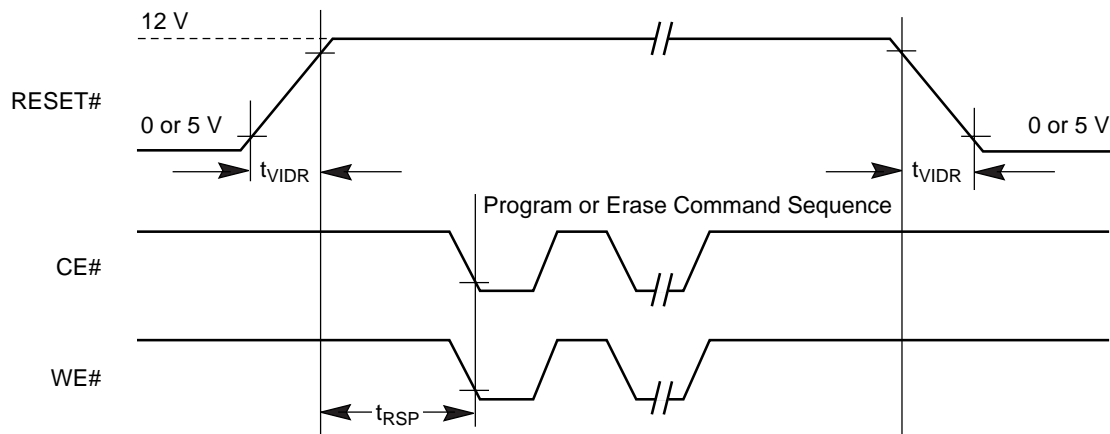 12 V
RESET#
0 or 5 V
0 or 5 V
tVIDR
tVIDR
Program or Erase Command Sequence
CE#
WE#
tRSP